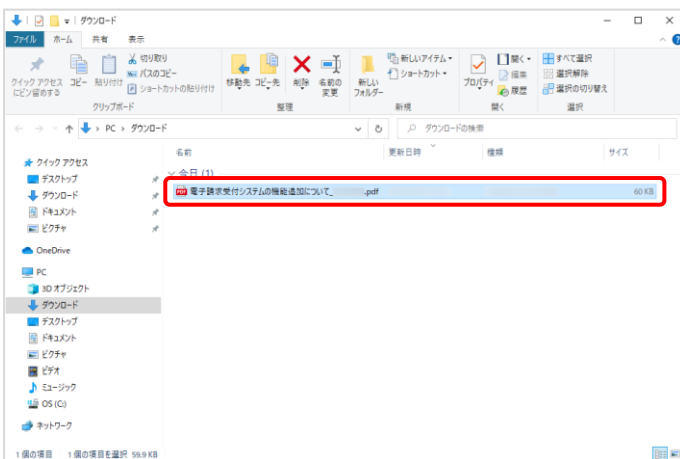 ダウンロード
ファイル ホーム 共有 表示
クイック アクセスにピン留めする
コピー
貼り付け
切り取り
パスのコピー
ショートカットの貼り付け
クリップボード
移動先
コピー先
削除
名前の変更
整理
新しいフォルダー
新しいアイテム
ショートカット
新規
プロパティ
開く
編集
履歴
開く
すべて選択
選択解除
選択の切り替え
選択
PC > ダウンロード
ダウンロードの検索
名前 更新日時 種類 サイズ
今日 (1)
電子請求受付システムの機能追加について_ .pdf 60 KB
クイック アクセス
デスクトップ
ダウンロード
ドキュメント
ピクチャ
OneDrive
PC
3D オブジェクト
ダウンロード
デスクトップ
ドキュメント
ピクチャ
ビデオ
ミュージック
OS (C:)
ネットワーク
1 個の項目 1 個の項目を選択 59.9 KB